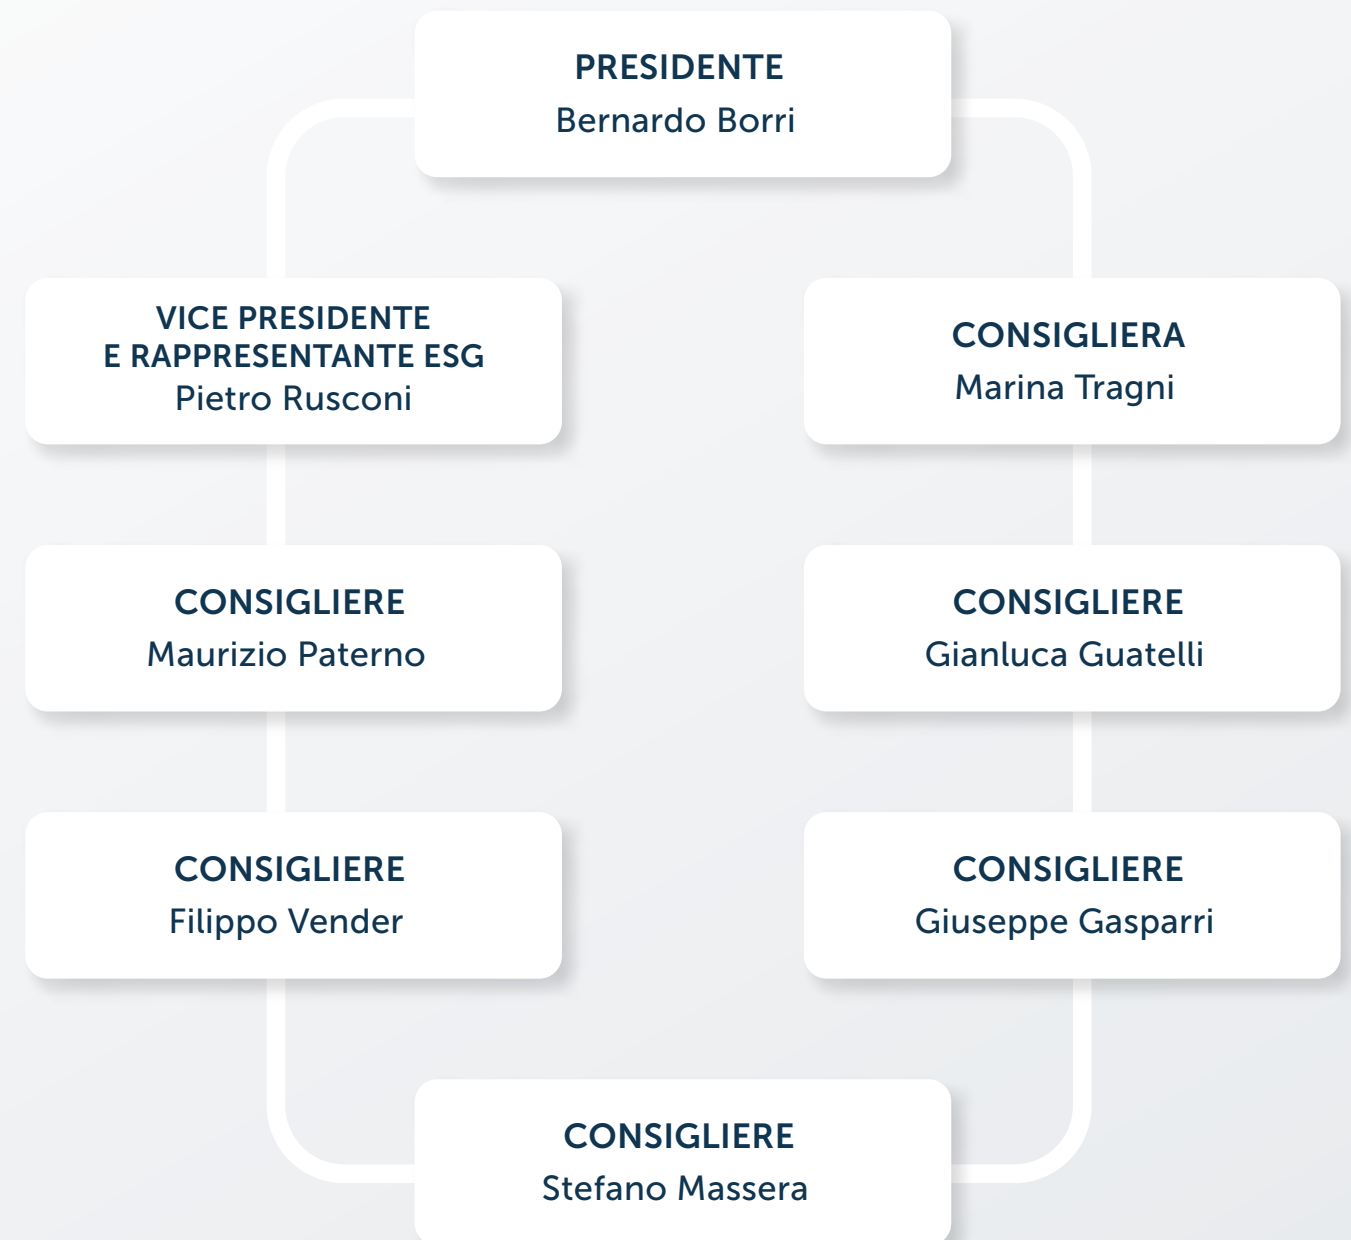 PRESIDENTE
Bernardo Borri
VICE PRESIDENTE
E RAPPRESENTANTE ESG
Pietro Rusconi
CONSIGLIERA
Marina Tragni
CONSIGLIERE
Maurizio Paterno
CONSIGLIERE
Gianluca Guatelli
CONSIGLIERE
Filippo Vender
CONSIGLIERE
Giuseppe Gasparri
CONSIGLIERE
Stefano Massera